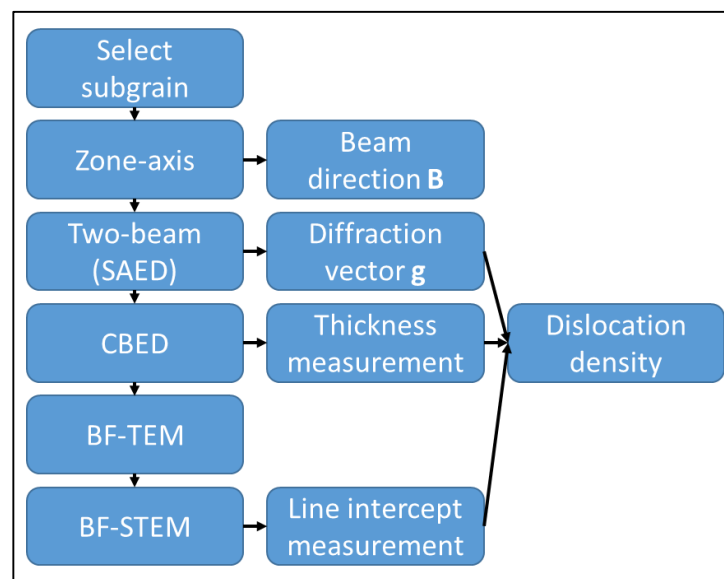 Select
subgrain
Zone-axis
Beam
direction B
Two-beam
(SAED)
Diffraction
vector g
CBED
Thickness
measurement
Dislocation
density
BF-TEM
BF-STEM
Line intercept
measurement